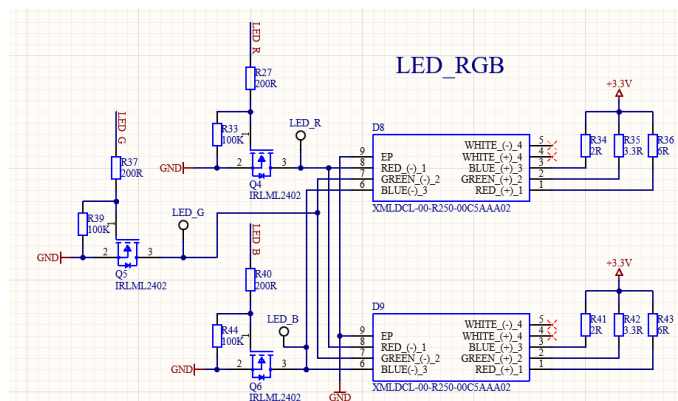 LED_RGB
LED_R
R27
200R
R33
100K
LED_R
1
2
3
GND
Q4
IRLML2402
LED_G
R37
200R
R39
100K
LED_G
1
2
3
GND
Q5
IRLML2402
LED_B
R40
200R
R44
100K
LED_B
1
2
3
GND
Q6
IRLML2402
D8
9 EP
8 RED_(-)_1
7 GREEN_(-)_2
6 BLUE(-)_3
WHITE_(-)_4 5
WHITE_(+)_4 4
BLUE_(+)_3 3
GREEN_(+)_2 2
RED_(+)_1 1
XMLDCL-00-R250-00C5AAA02
+3.3V
R34
2R
R35
3.3R
R36
6R
D9
9 EP
8 RED_(-)_1
7 GREEN_(-)_2
6 BLUE(-)_3
WHITE_(-)_4 5
WHITE_(+)_4 4
BLUE_(+)_3 3
GREEN_(+)_2 2
RED_(+)_1 1
XMLDCL-00-R250-00C5AAA02
GND
+3.3V
R41
2R
R42
3.3R
R43
6R